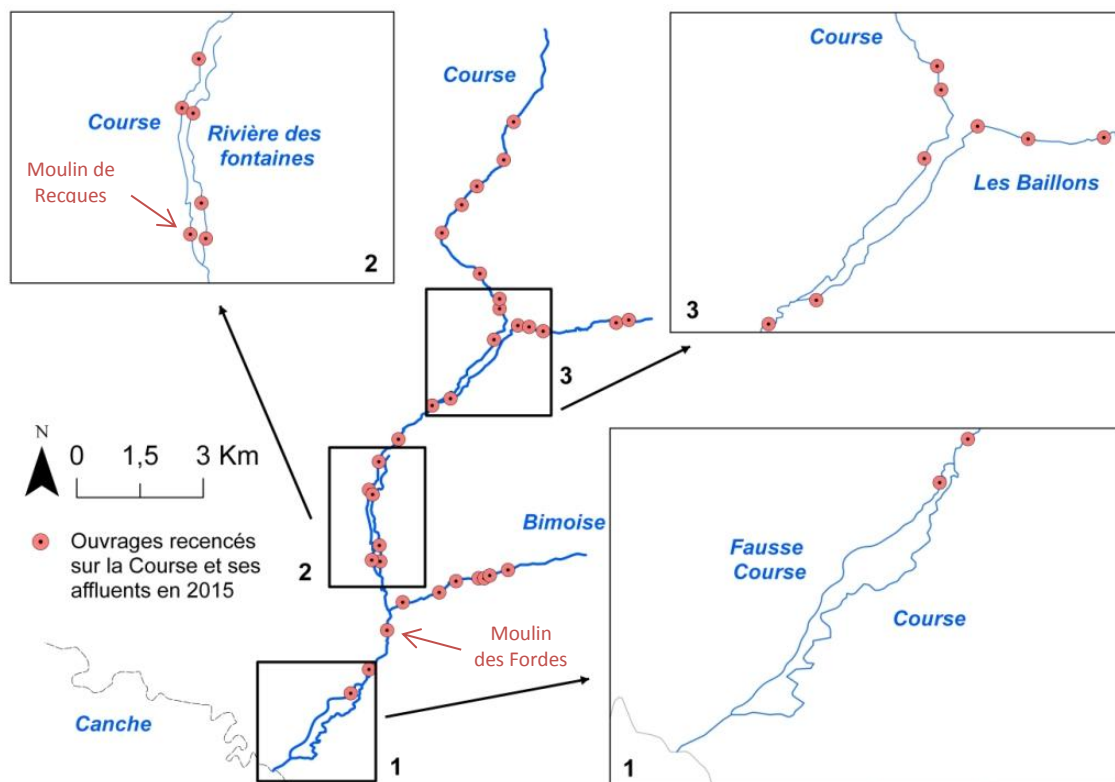 Course
Course
Rivière des
fontaines
Moulin de
Recques
2
Course
Course
Les Baillons
3
3
N
0 1,5 3 Km
Ouvrages recencés
sur la Course et ses
affluents en 2015
2
Bimoise
Moulin
des Fordes
Canche
1
Fausse
Course
Course
1